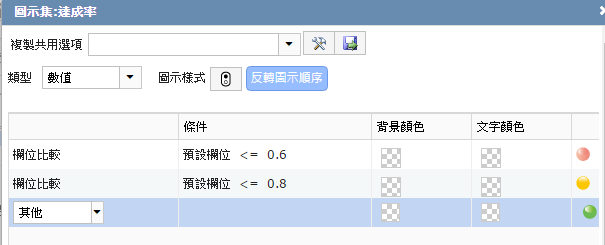 圖示集:達成率
複製共用選項
類型 數值 圖示樣式 反轉圖示順序
條件 背景顏色 文字顏色
欄位比較 預設欄位 <= 0.6
欄位比較 預設欄位 <= 0.8
其他